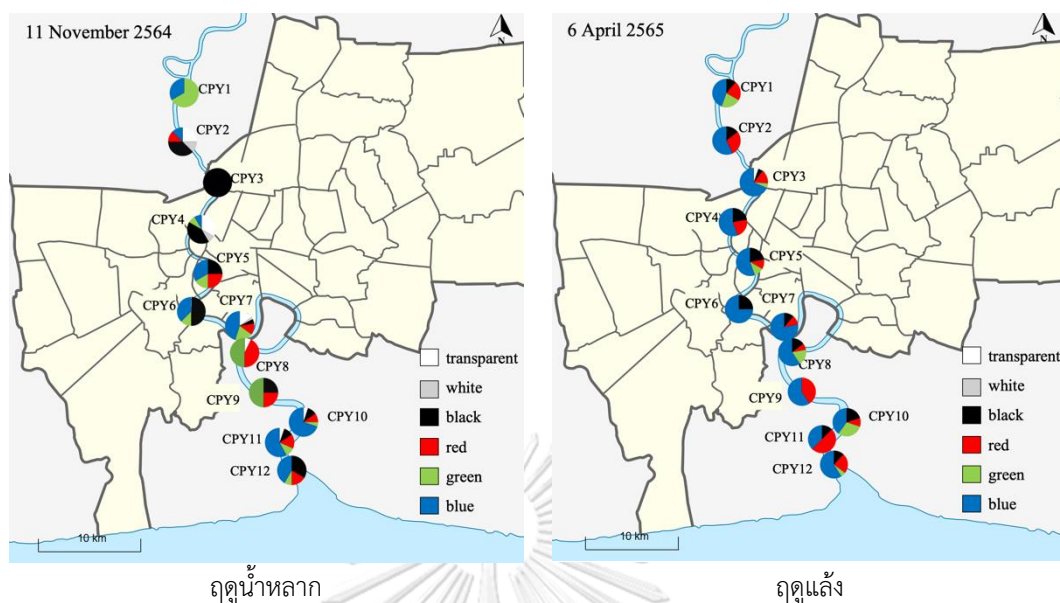 11 November 2564
N
CPY1
CPY2
CPY3
CPY4
CPY5
CPY6
CPY7
CPY8
CPY9
CPY10
CPY11
CPY12
transparent
white
black
red
green
blue
10 km
ฤดูน้ำหลาก
6 April 2565
N
CPY1
CPY2
CPY3
CPY4
CPY5
CPY6
CPY7
CPY8
CPY9
CPY10
CPY11
CPY12
transparent
white
black
red
green
blue
10 km
ฤดูแล้ง